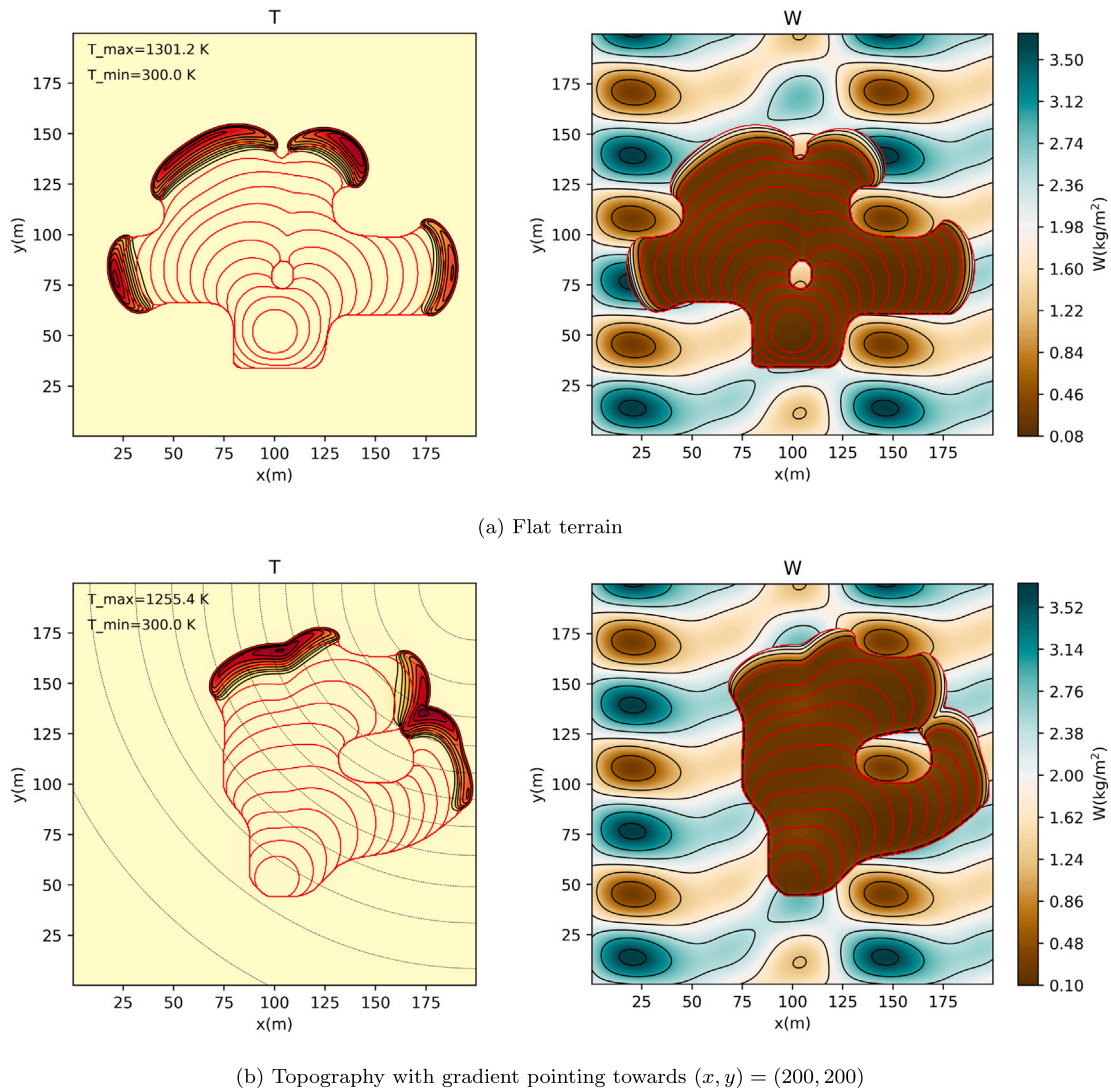 T
W
T_max=1301.2 K
T_min=300.0 K
175
150
125
100
75
50
25
y(m)
25 50 75 100 125 150 175
x(m)
175
150
125
100
75
50
25
y(m)
25 50 75 100 125 150 175
x(m)
3.50
3.12
2.74
2.36
1.98
1.60
1.22
0.84
0.46
0.08
W(kg/m²)
(a) Flat terrain
T
W
T_max=1255.4 K
T_min=300.0 K
175
150
125
100
75
50
25
y(m)
25 50 75 100 125 150 175
x(m)
175
150
125
100
75
50
25
y(m)
25 50 75 100 125 150 175
x(m)
3.52
3.14
2.76
2.38
2.00
1.62
1.24
0.86
0.48
0.10
W(kg/m²)
(b) Topography with gradient pointing towards (x, y) = (200, 200)